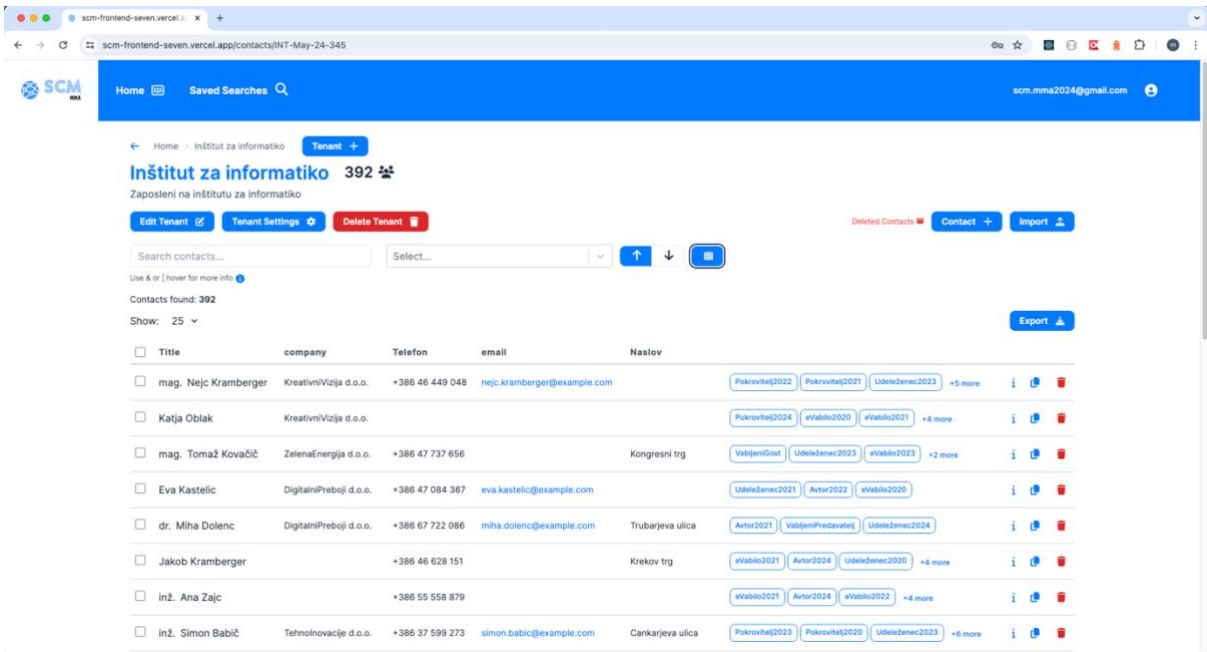 scm-frontend-seven.vercel.a
scm-frontend-seven.vercel.app/contacts/INT-May-24-345
SCM
MMA
Home
Saved Searches
scm.mma2024@gmail.com
Home > Inštitut za informatiko
Tenant +
Inštitut za informatiko 392
Zaposleni na inštitutu za informatiko
Edit Tenant Tenant Settings Delete Tenant Deleted Contacts Contact + Import
Search contacts... Select...
Use & or | hover for more info
Contacts found: 392
Show: 25
Export
Title company Telefon email Naslov
mag. Nejc Kramberger KreativniVizija d.o.o. +386 46 449 048 nejc.kramberger@example.com Pokrovitelj2022 Pokrovitelj2021 Udeleženec2023 +5 more
Katja Oblak KreativniVizija d.o.o. Pokrovitelj2024 eVabilo2020 eVabilo2021 +4 more
mag. Tomaž Kovačič ZelenaEnergija d.o.o. +386 47 737 656 Kongresni trg VabljeniGost Udeleženec2023 eVabilo2023 +2 more
Eva Kastelic DigitalniPreboji d.o.o. +386 47 084 367 eva.kastelic@example.com Udeleženec2021 Avtor2022 eVabilo2020
dr. Miha Dolenc DigitalniPreboji d.o.o. +386 67 722 086 miha.dolenc@example.com Trubarjeva ulica Avtor2021 VabljeniPredavatelj Udeleženec2024
Jakob Kramberger +386 46 628 151 Krekov trg eVabilo2021 Avtor2024 Udeleženec2020 +4 more
inž. Ana Zajc +386 55 558 879 eVabilo2021 Avtor2024 eVabilo2022 +4 more
inž. Simon Babič TehnoInovacije d.o.o. +386 37 599 273 simon.babic@example.com Cankarjeva ulica Pokrovitelj2023 Pokrovitelj2020 Udeleženec2023 +6 more